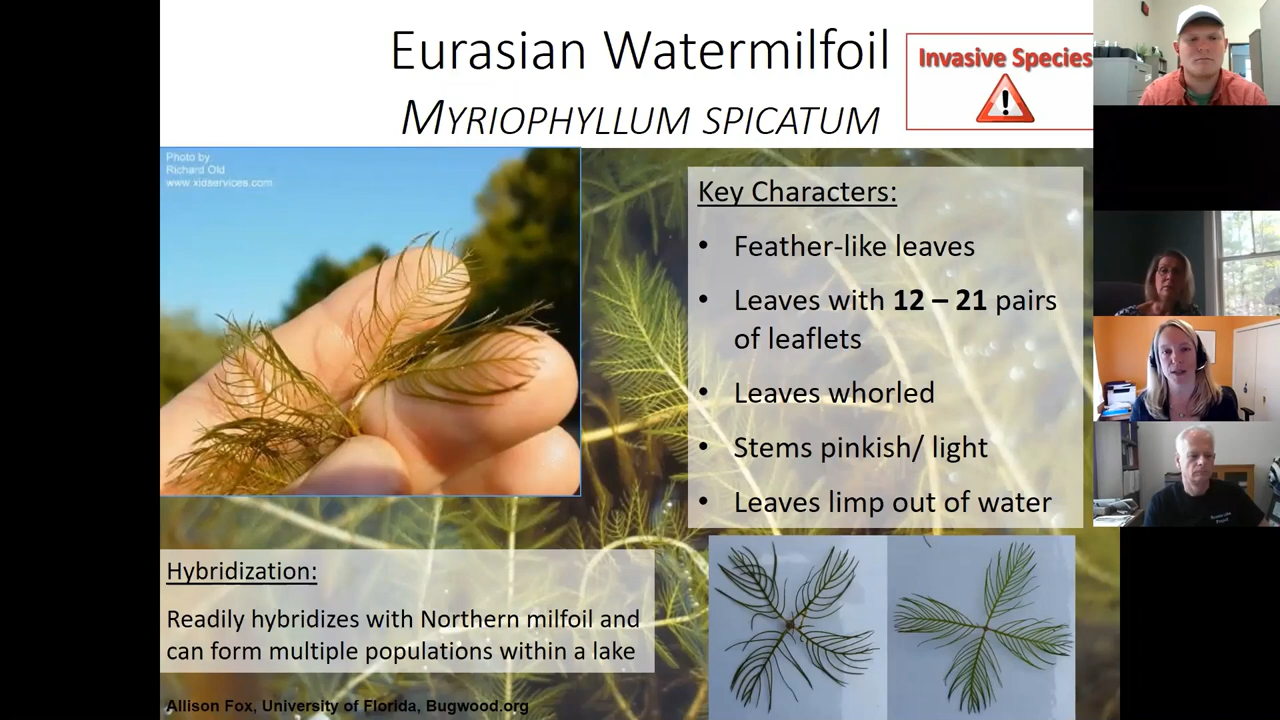 Eurasian Watermilfoil
MYRIOPHYLLUM SPICATUM
Invasive Species
!
Photo by
Richard Old
www.xidservices.com
Key Characters:
• Feather-like leaves
• Leaves with 12 – 21 pairs
of leaflets
• Leaves whorled
• Stems pinkish/ light
• Leaves limp out of water
Hybridization:
Readily hybridizes with Northern milfoil and
can form multiple populations within a lake
Allison Fox, University of Florida, Bugwood.org